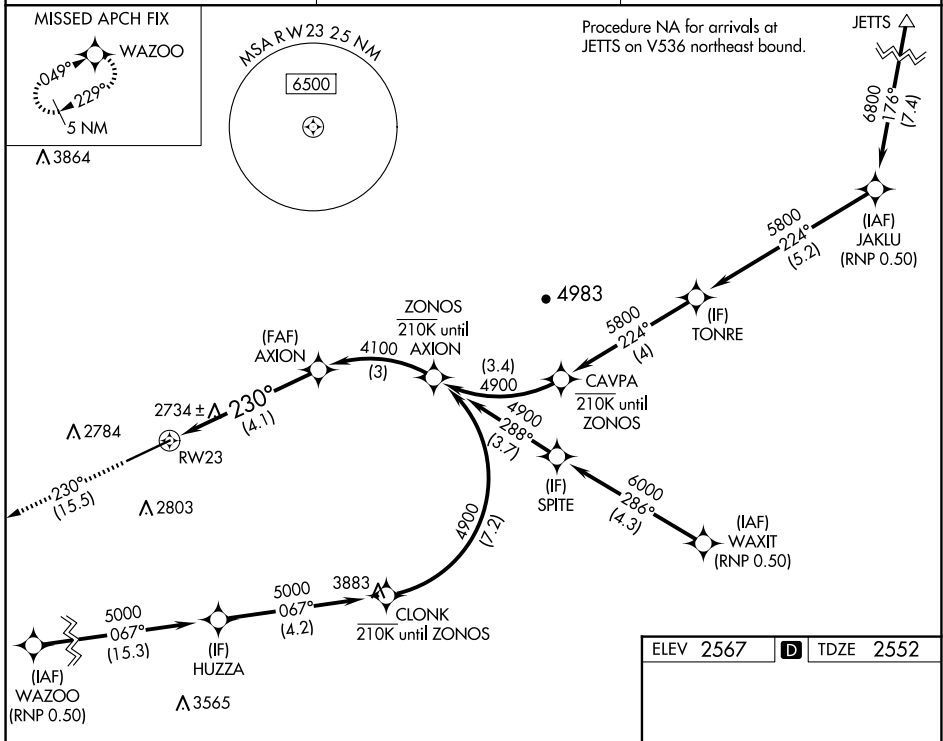 MISSED APCH FIX
WAZOO
049°
229°
5 NM
3864
MSA RW23 25 NM
6500
Procedure NA for arrivals at
JETTS on V536 northeast bound.
JETTS
6800
176°
(7.4)
(IAF)
JAKLU
(RNP 0.50)
5800
224°
(5.2)
(IF)
TONRE
4983
5800
224°
(4)
CAVPA
210K until
ZONOS
ZONOS
210K until
AXION
(3.4)
4900
(FAF)
AXION
4100
(3)
4900
288°
(3.7)
(IF)
SPITE
6000
286°
(4.3)
(IAF)
WAXIT
(RNP 0.50)
2734 ±
230°
(4.1)
2784
RW23
230°
(15.5)
2803
4900
(7.2)
3883
CLONK
210K until ZONOS
5000
067°
(4.2)
(IF)
HUZZA
5000
067°
(15.3)
(IAF)
WAZOO
(RNP 0.50)
3565
ELEV 2567 D TDZE 2552